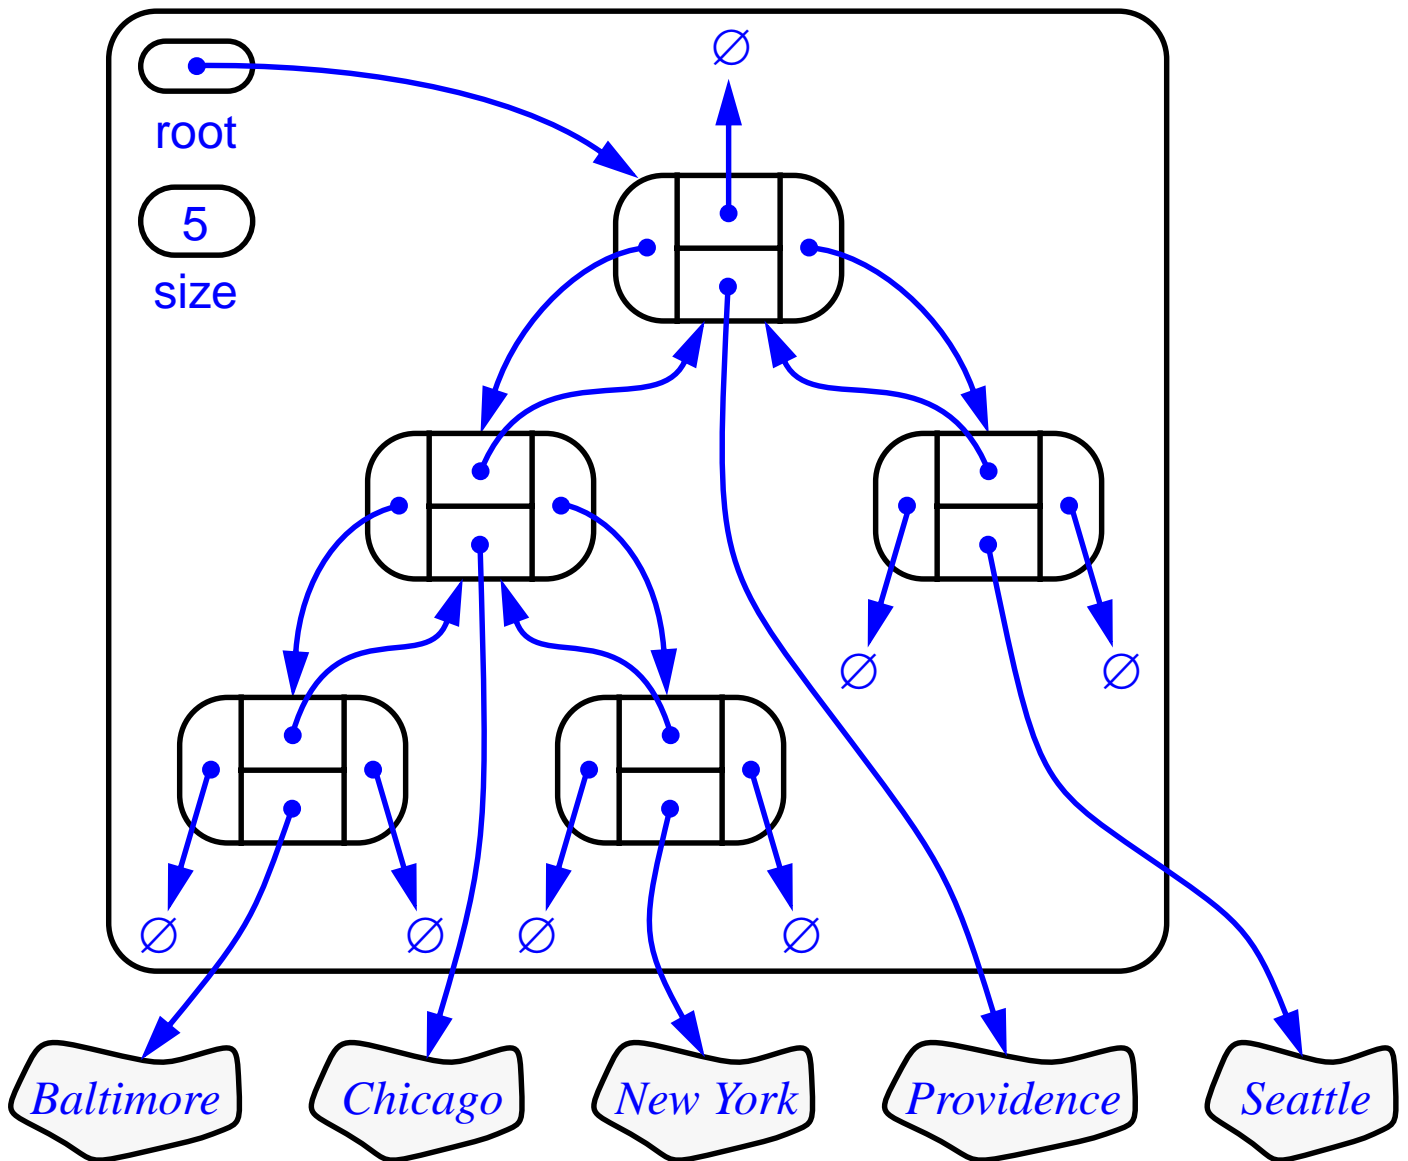 ∅
root
5
size
∅ ∅
∅ ∅ ∅ ∅
Baltimore Chicago New York Providence Seattle